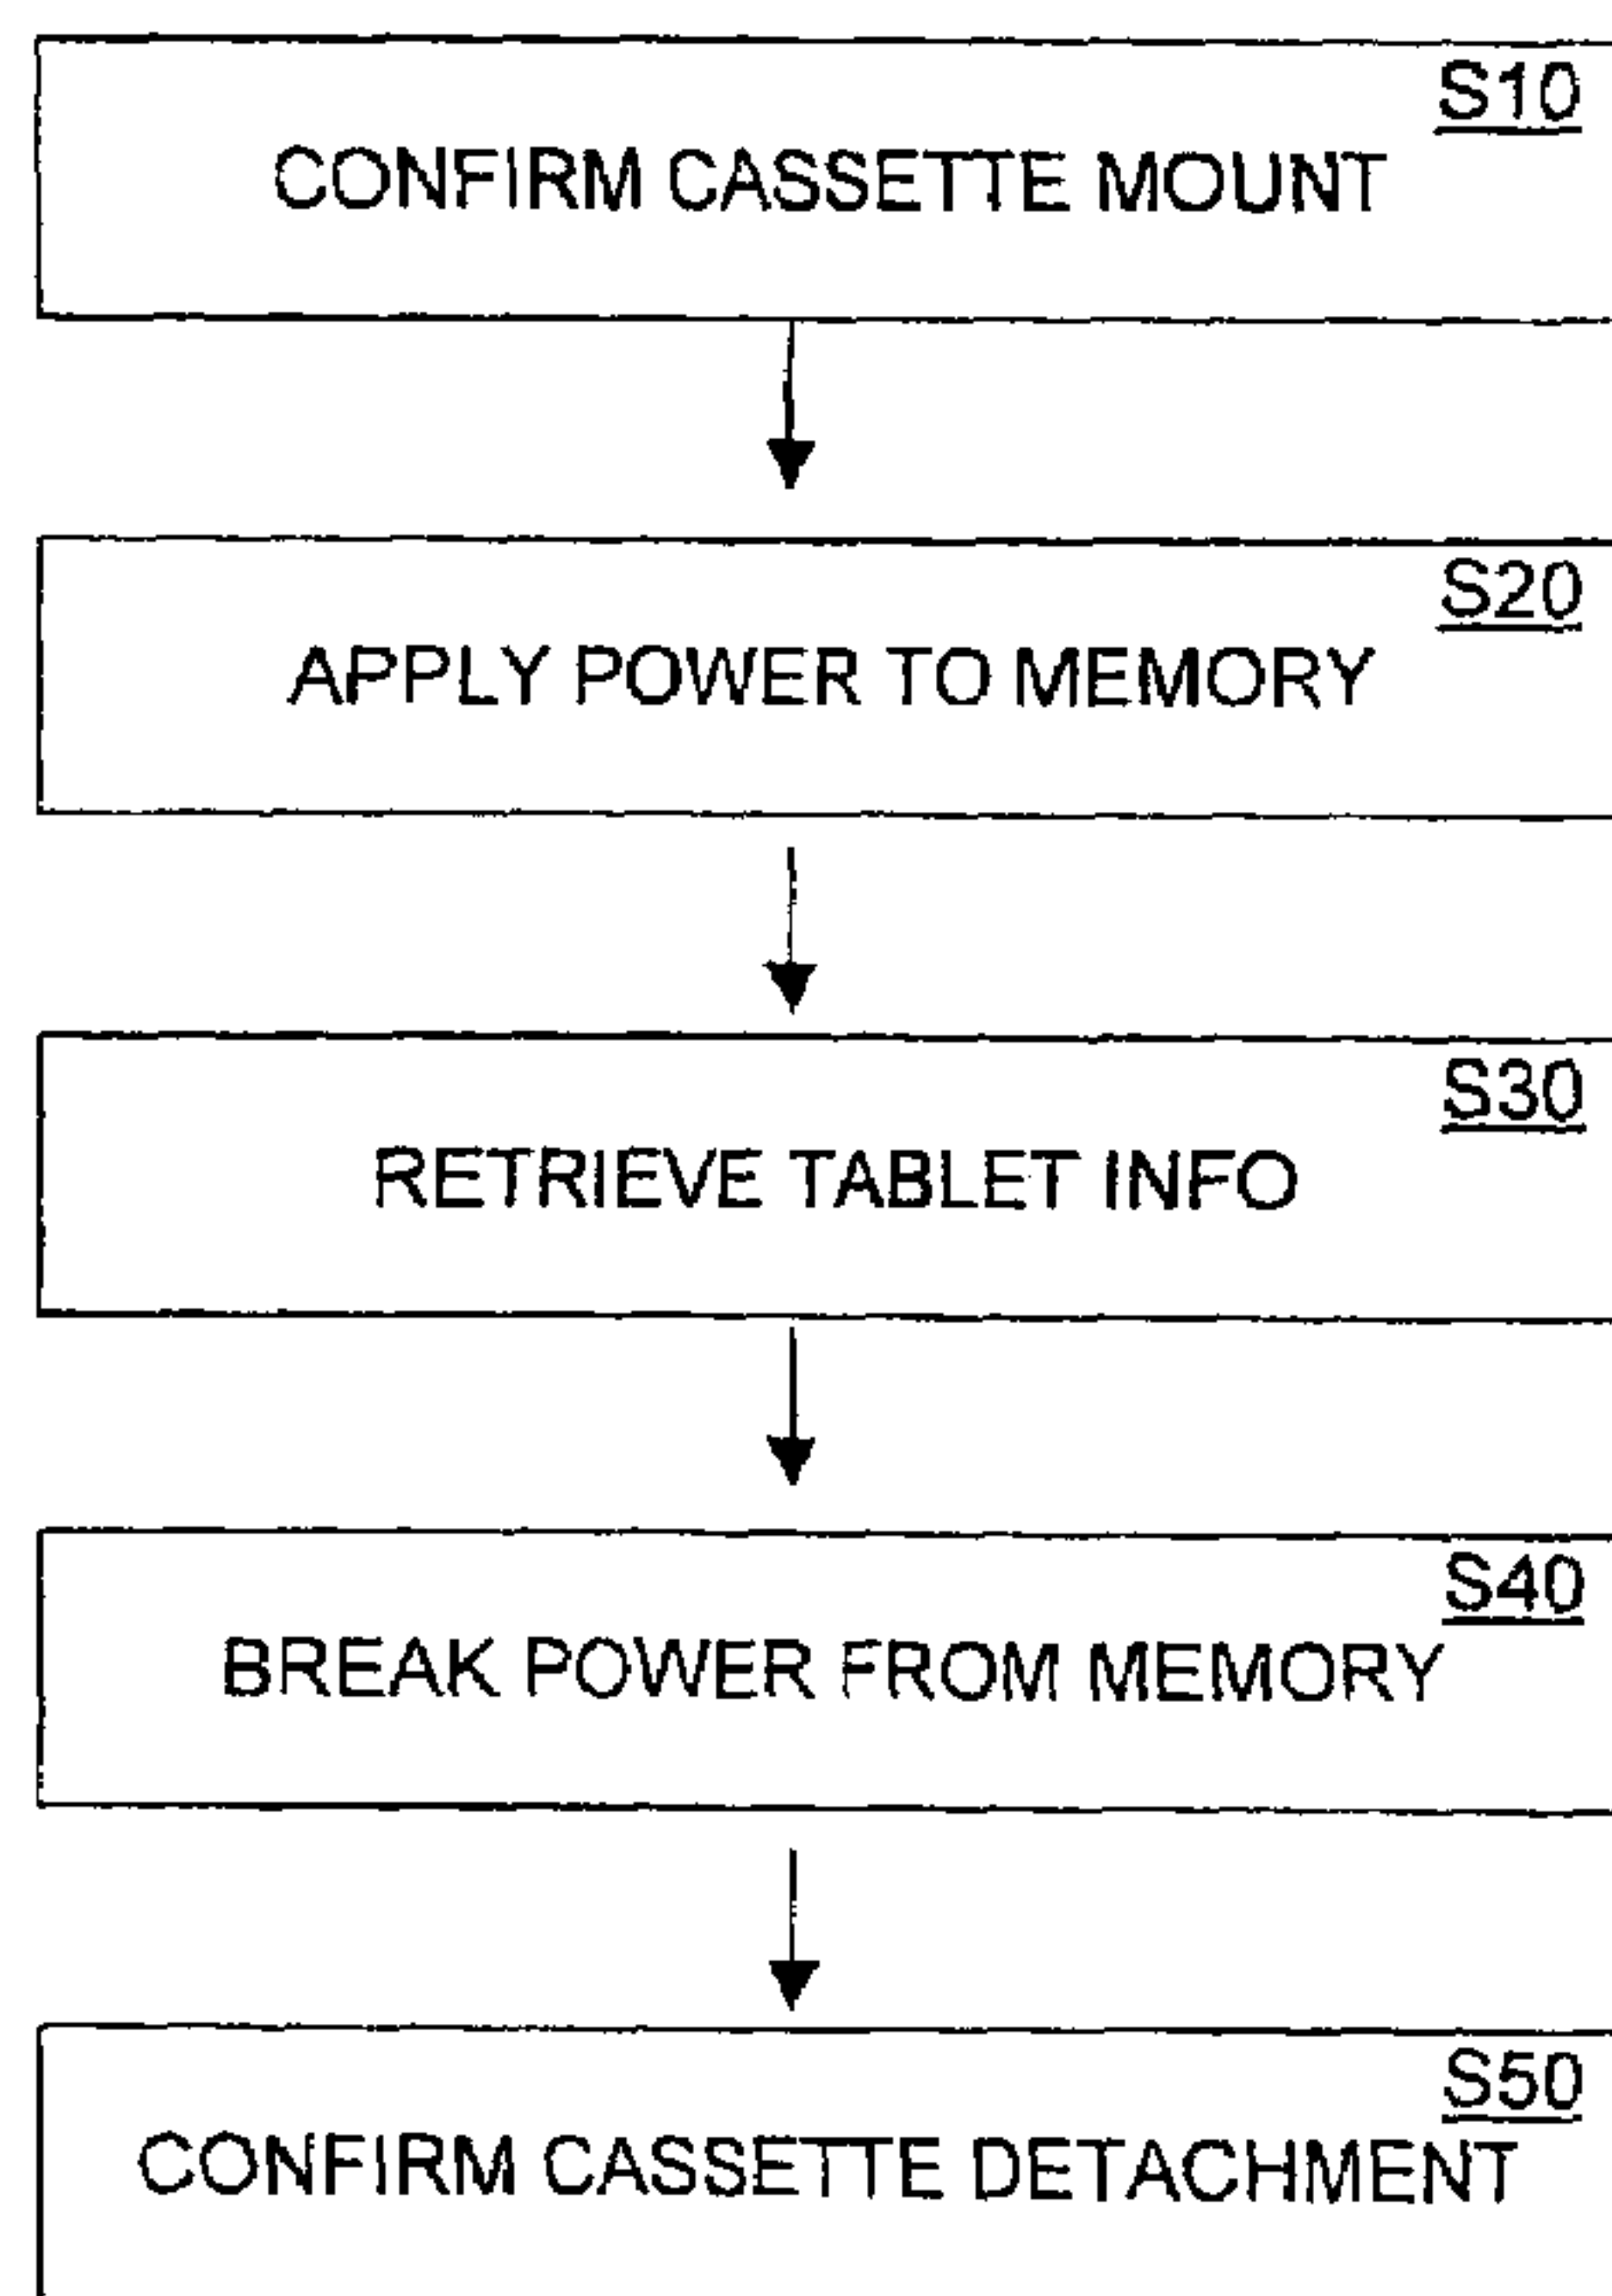 S10
CONFIRM CASSETTE MOUNT
S20
APPLY POWER TO MEMORY
S30
RETRIEVE TABLET INFO
S40
BREAK POWER FROM MEMORY
S50
CONFIRM CASSETTE DETACHMENT